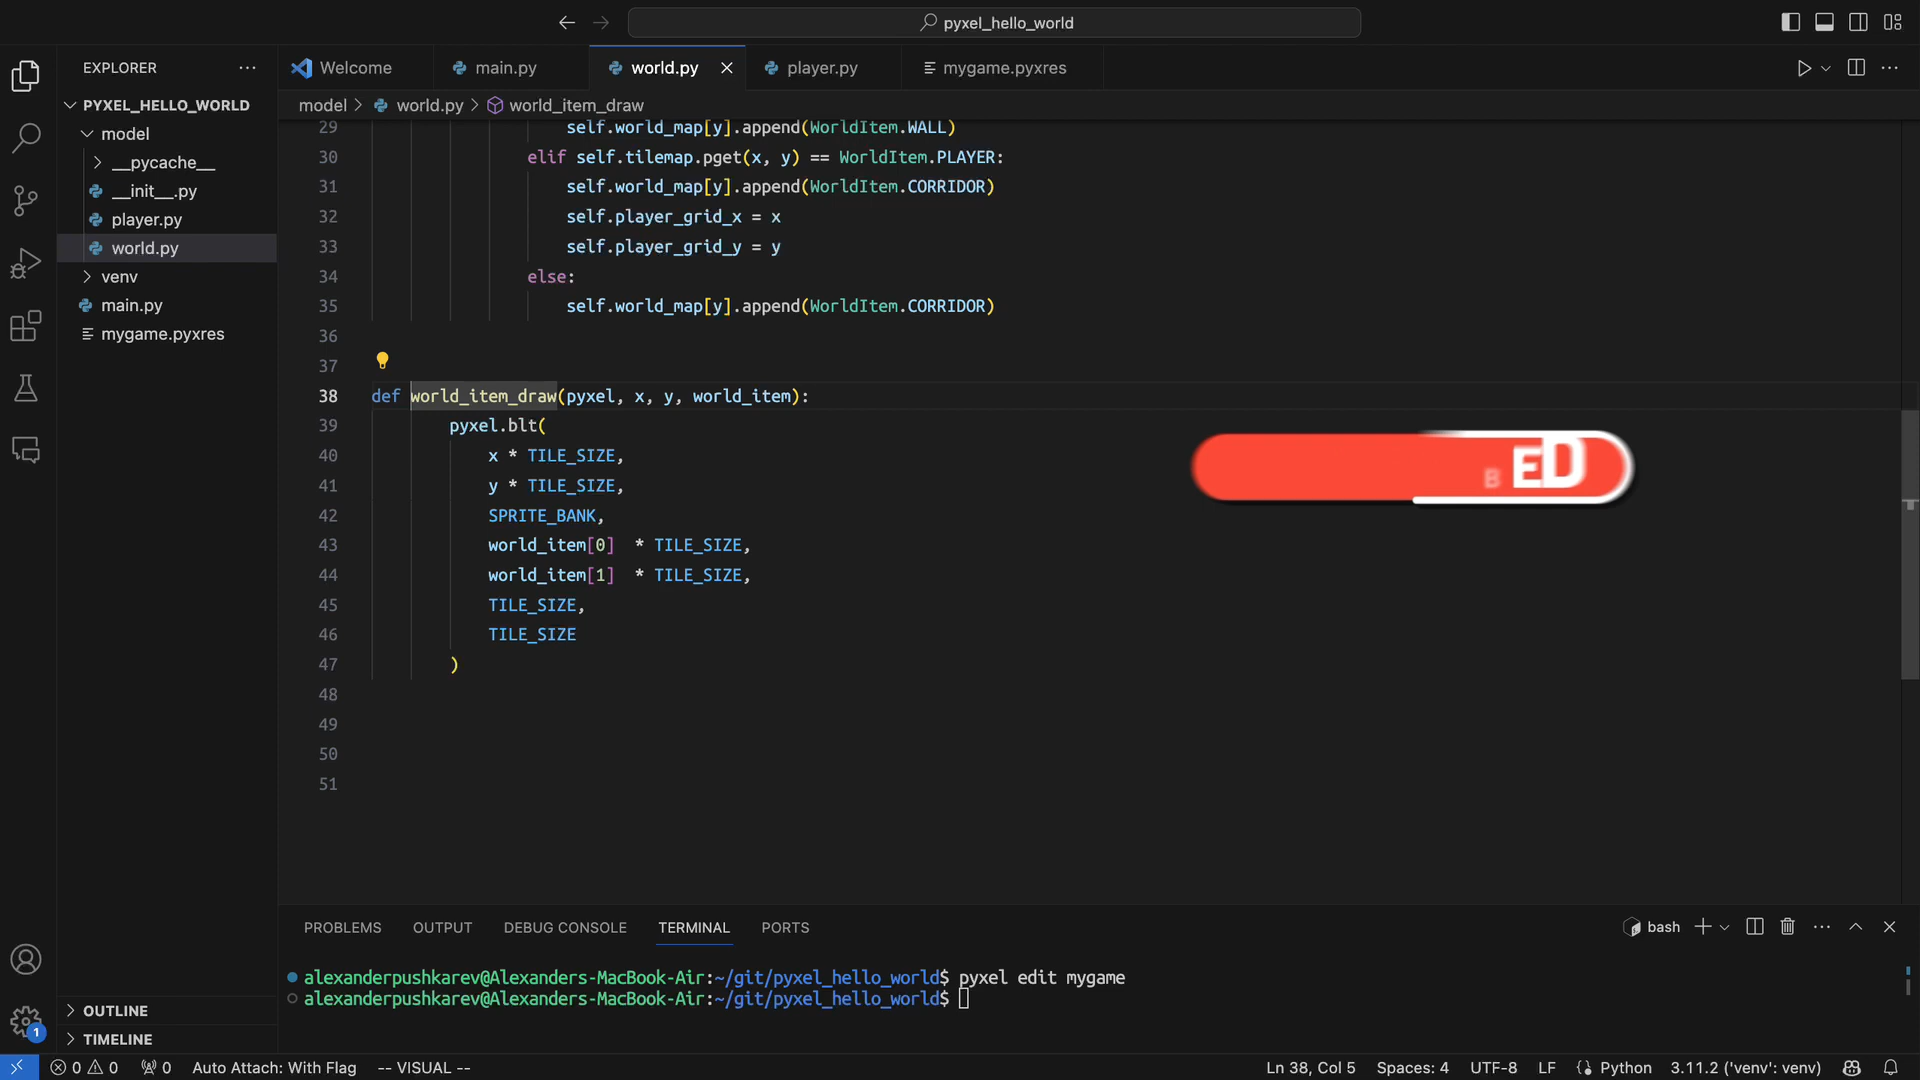 pyxel_hello_world
EXPLORER
Welcome
main.py
world.py
player.py
mygame.pyxres
PYXEL_HELLO_WORLD
model > world.py > world_item_draw
model
__pycache__
__init__.py
player.py
world.py
venv
main.py
mygame.pyxres
29 self.world_map[y].append(WorldItem.WALL)
30 elif self.tilemap.pget(x, y) == WorldItem.PLAYER:
31 self.world_map[y].append(WorldItem.CORRIDOR)
32 self.player_grid_x = x
33 self.player_grid_y = y
34 else:
35 self.world_map[y].append(WorldItem.CORRIDOR)
36
37
38 def world_item_draw(pyxel, x, y, world_item):
39 pyxel.blt(
40 x * TILE_SIZE,
41 y * TILE_SIZE,
42 SPRITE_BANK,
43 world_item[0]  * TILE_SIZE,
44 world_item[1]  * TILE_SIZE,
45 TILE_SIZE,
46 TILE_SIZE
47 )
48
49
50
51
B ED
PROBLEMS
OUTPUT
DEBUG CONSOLE
TERMINAL
PORTS
bash
alexanderpushkarev@Alexanders-MacBook-Air:~/git/pyxel_hello_world$ pyxel edit mygame
alexanderpushkarev@Alexanders-MacBook-Air:~/git/pyxel_hello_world$
OUTLINE
TIMELINE
1
0 0 0 Auto Attach: With Flag -- VISUAL -- Ln 38, Col 5 Spaces: 4 UTF-8 LF Python 3.11.2 ('venv': venv)